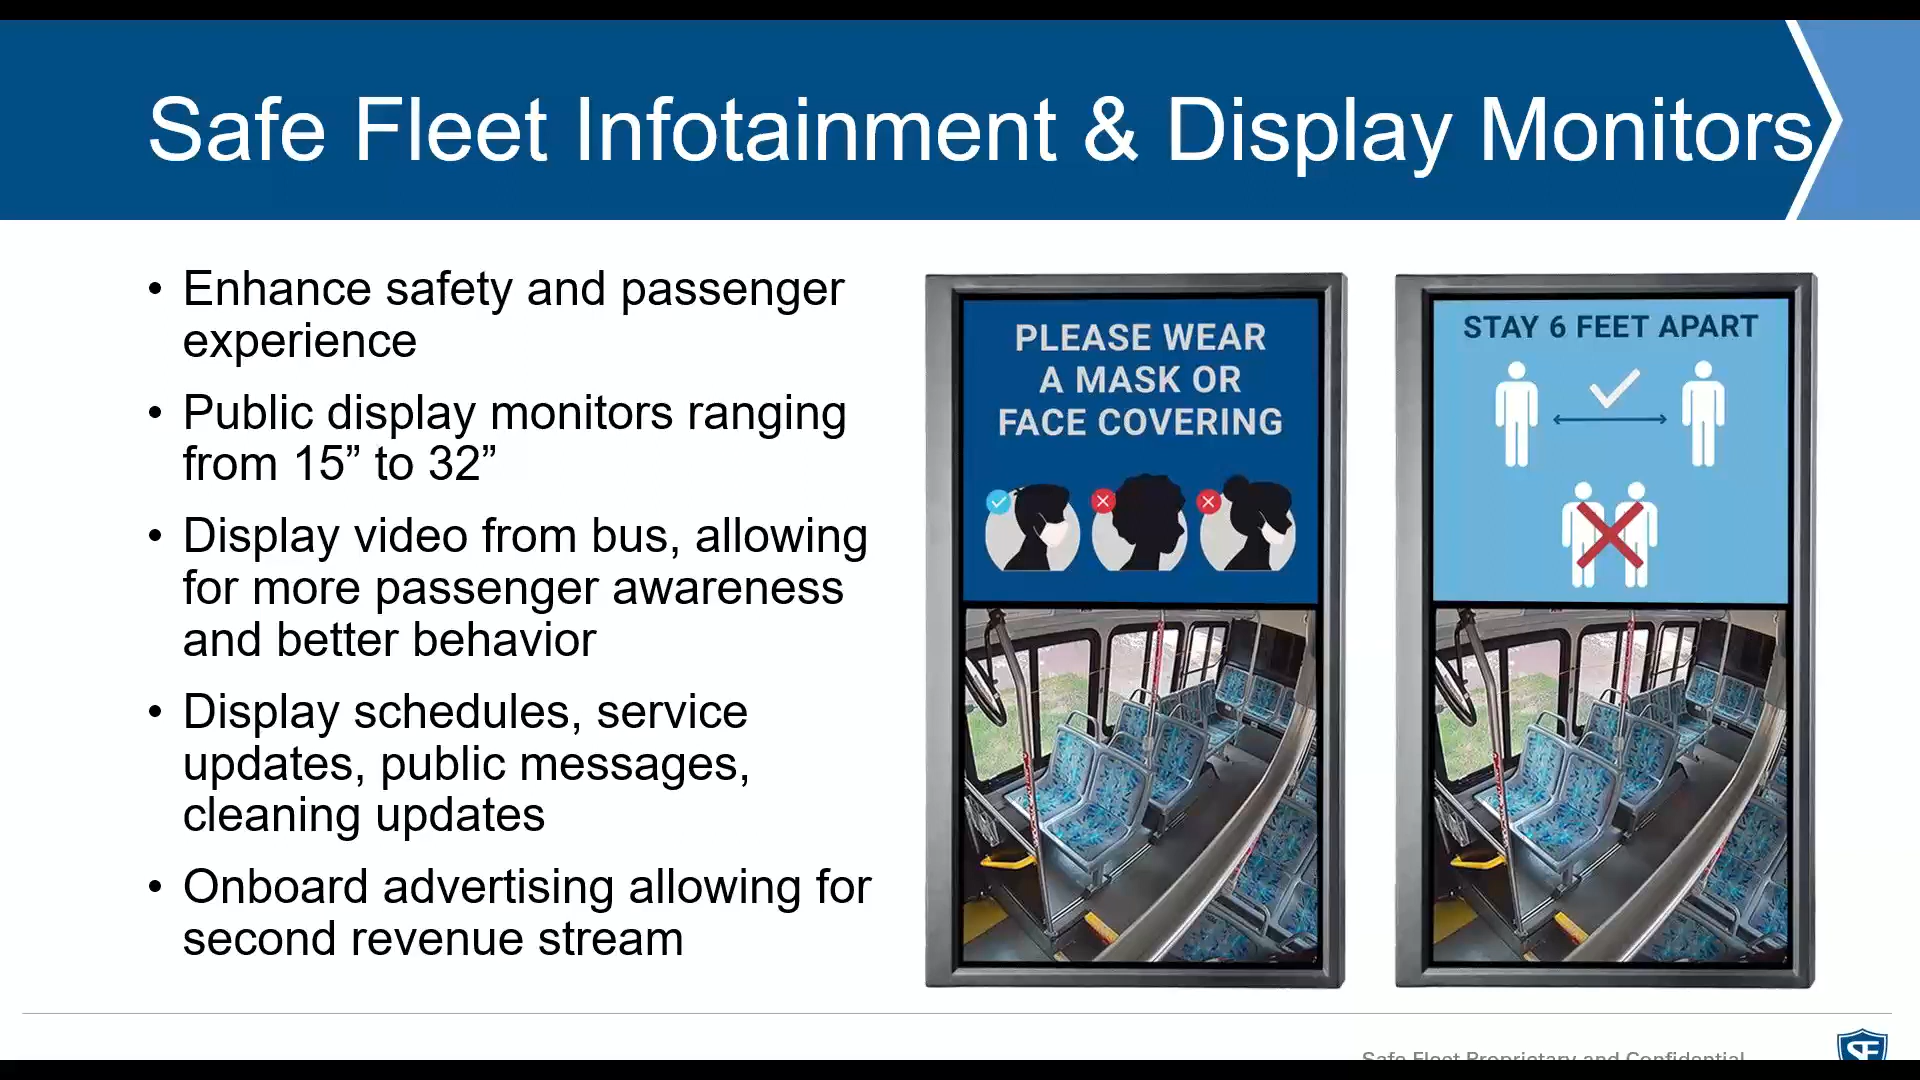 Safe Fleet Infotainment & Display Monitors
• Enhance safety and passenger
experience
• Public display monitors ranging
from 15” to 32”
• Display video from bus, allowing
for more passenger awareness
and better behavior
• Display schedules, service
updates, public messages,
cleaning updates
• Onboard advertising allowing for
second revenue stream
PLEASE WEAR
A MASK OR
FACE COVERING
STAY 6 FEET APART
Safe Fleet Proprietary and Confidential
SF